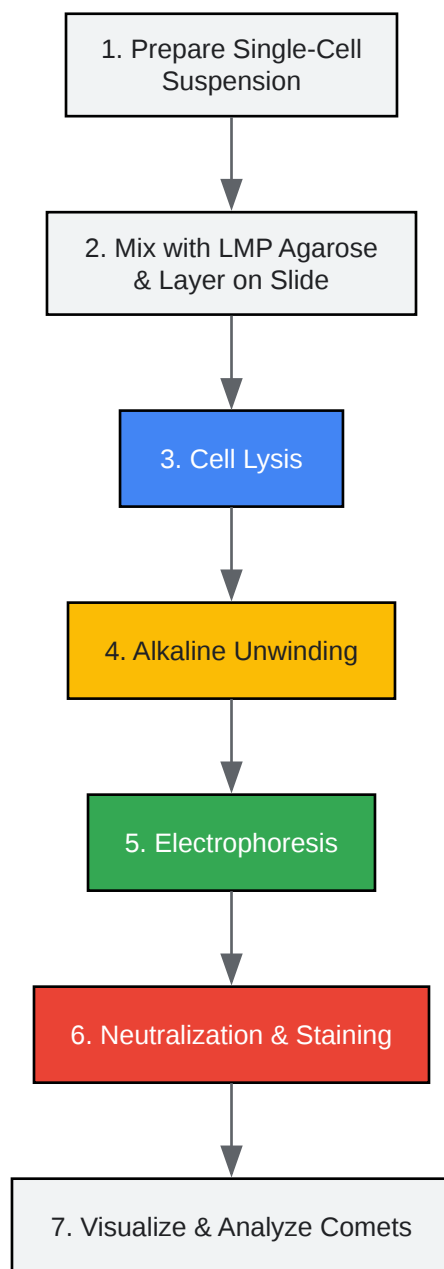 1. Prepare Single-Cell
Suspension
2. Mix with LMP Agarose
& Layer on Slide
3. Cell Lysis
4. Alkaline Unwinding
5. Electrophoresis
6. Neutralization & Staining
7. Visualize & Analyze Comets